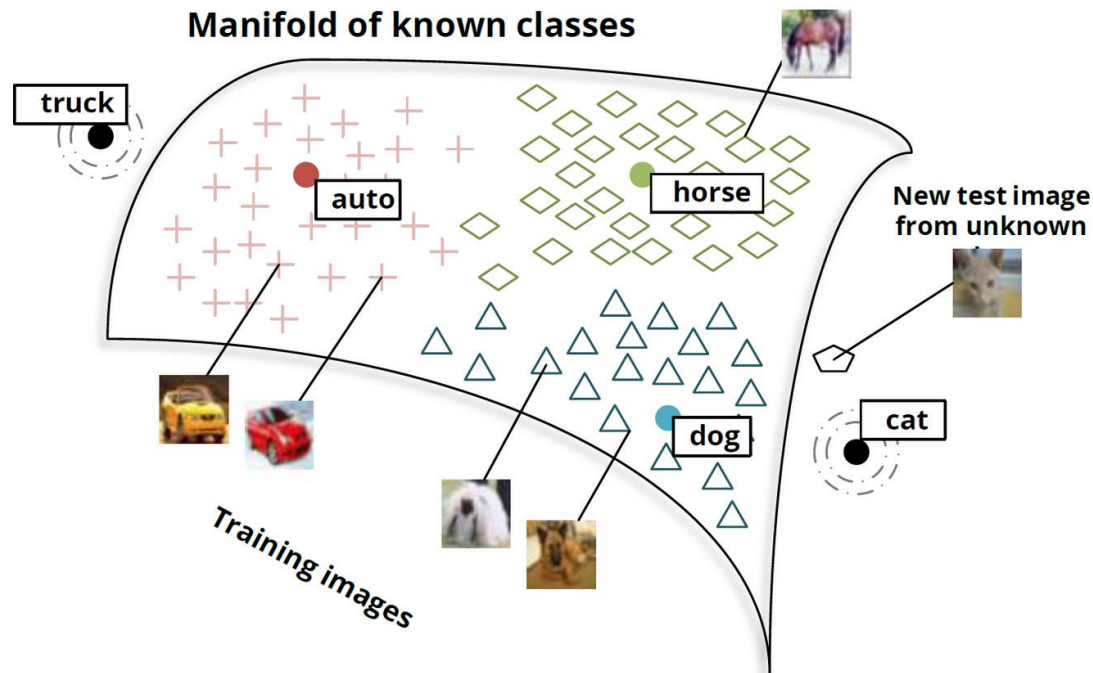 Manifold of known classes
truck
auto
horse
New test image
from unknown
cat
dog
Training images